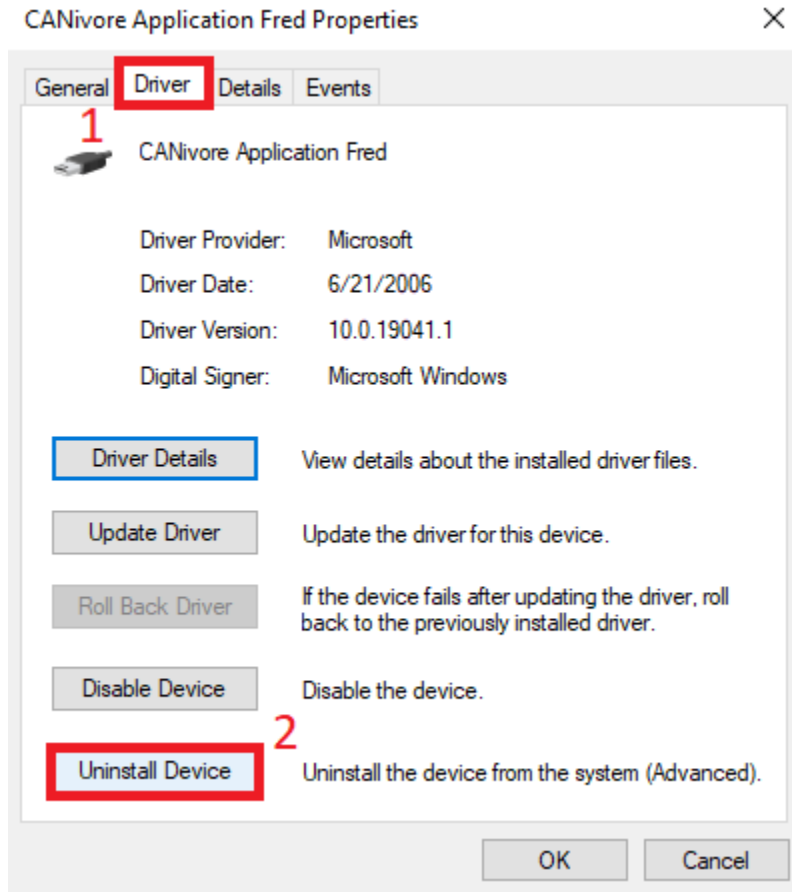 CANivore Application Fred Properties
General Driver Details Events
1
CANivore Application Fred
Driver Provider: Microsoft
Driver Date: 6/21/2006
Driver Version: 10.0.19041.1
Digital Signer: Microsoft Windows
Driver Details View details about the installed driver files.
Update Driver Update the driver for this device.
Roll Back Driver If the device fails after updating the driver, roll
back to the previously installed driver.
Disable Device Disable the device.
2
Uninstall Device Uninstall the device from the system (Advanced).
OK Cancel